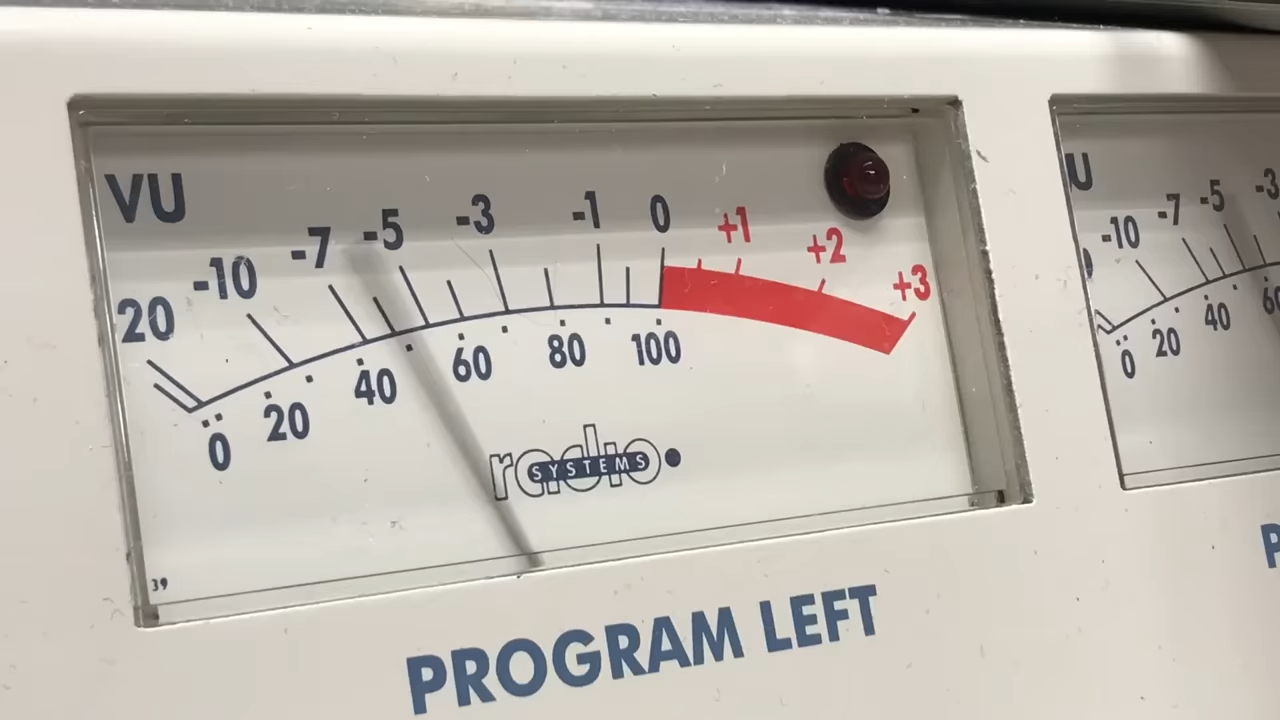 VU
20 -10 -7 -5 -3 -1 0 +1 +2 +3
0 20 40 60 80 100
radio
SYSTEMS
39
PROGRAM LEFT
U
-10 -7 -5 -3
0 20 40
P